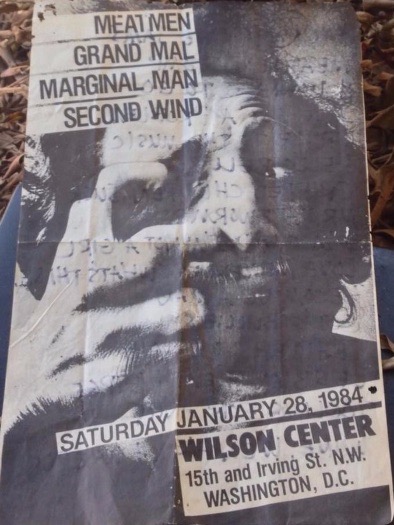 MEATMEN
GRAND MAL
MARGINAL MAN
SECOND WIND
SATURDAY JANUARY 28, 1984
WILSON CENTER
15th and Irving St. N.W.
WASHINGTON, D.C.